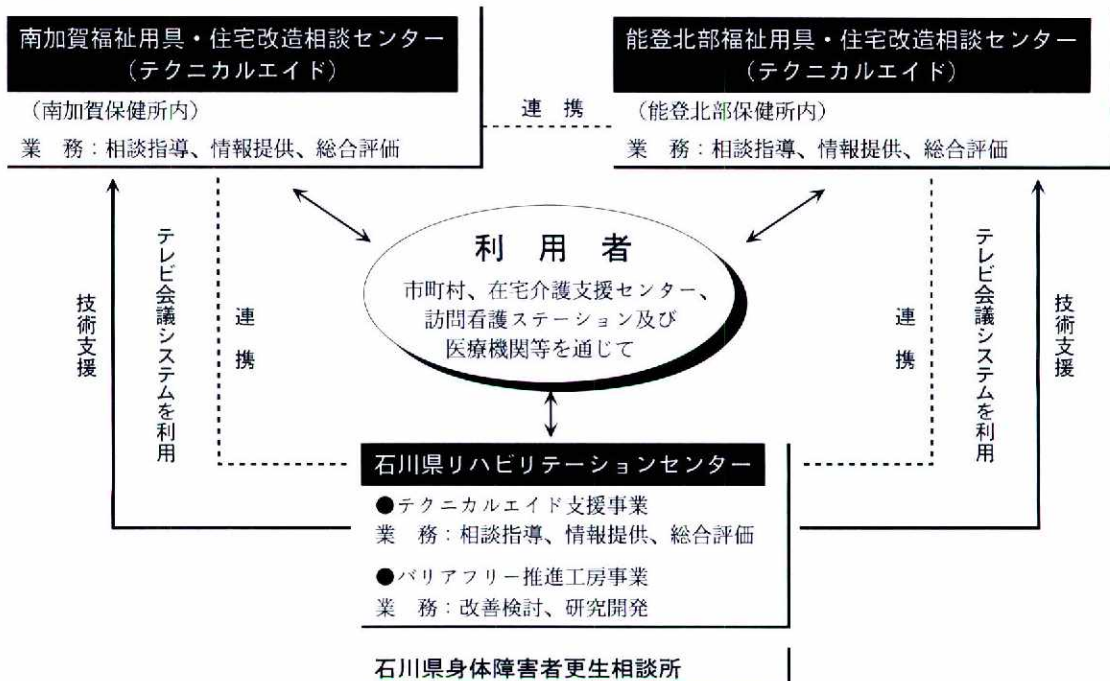 南加賀福祉用具・住宅改造相談センター
（テクニカルエイド）
（南加賀保健所内）
業　務：相談指導、情報提供、総合評価
連　携
能登北部福祉用具・住宅改造相談センター
（テクニカルエイド）
（能登北部保健所内）
業　務：相談指導、情報提供、総合評価
利　用　者
市町村、在宅介護支援センター、
訪問看護ステーション及び
医療機関等を通じて
技術支援
テレビ会議システムを利用
連　携
連　携
テレビ会議システムを利用
技術支援
石川県リハビリテーションセンター
●テクニカルエイド支援事業
業　務：相談指導、情報提供、総合評価
●バリアフリー推進工房事業
業　務：改善検討、研究開発
石川県身体障害者更生相談所